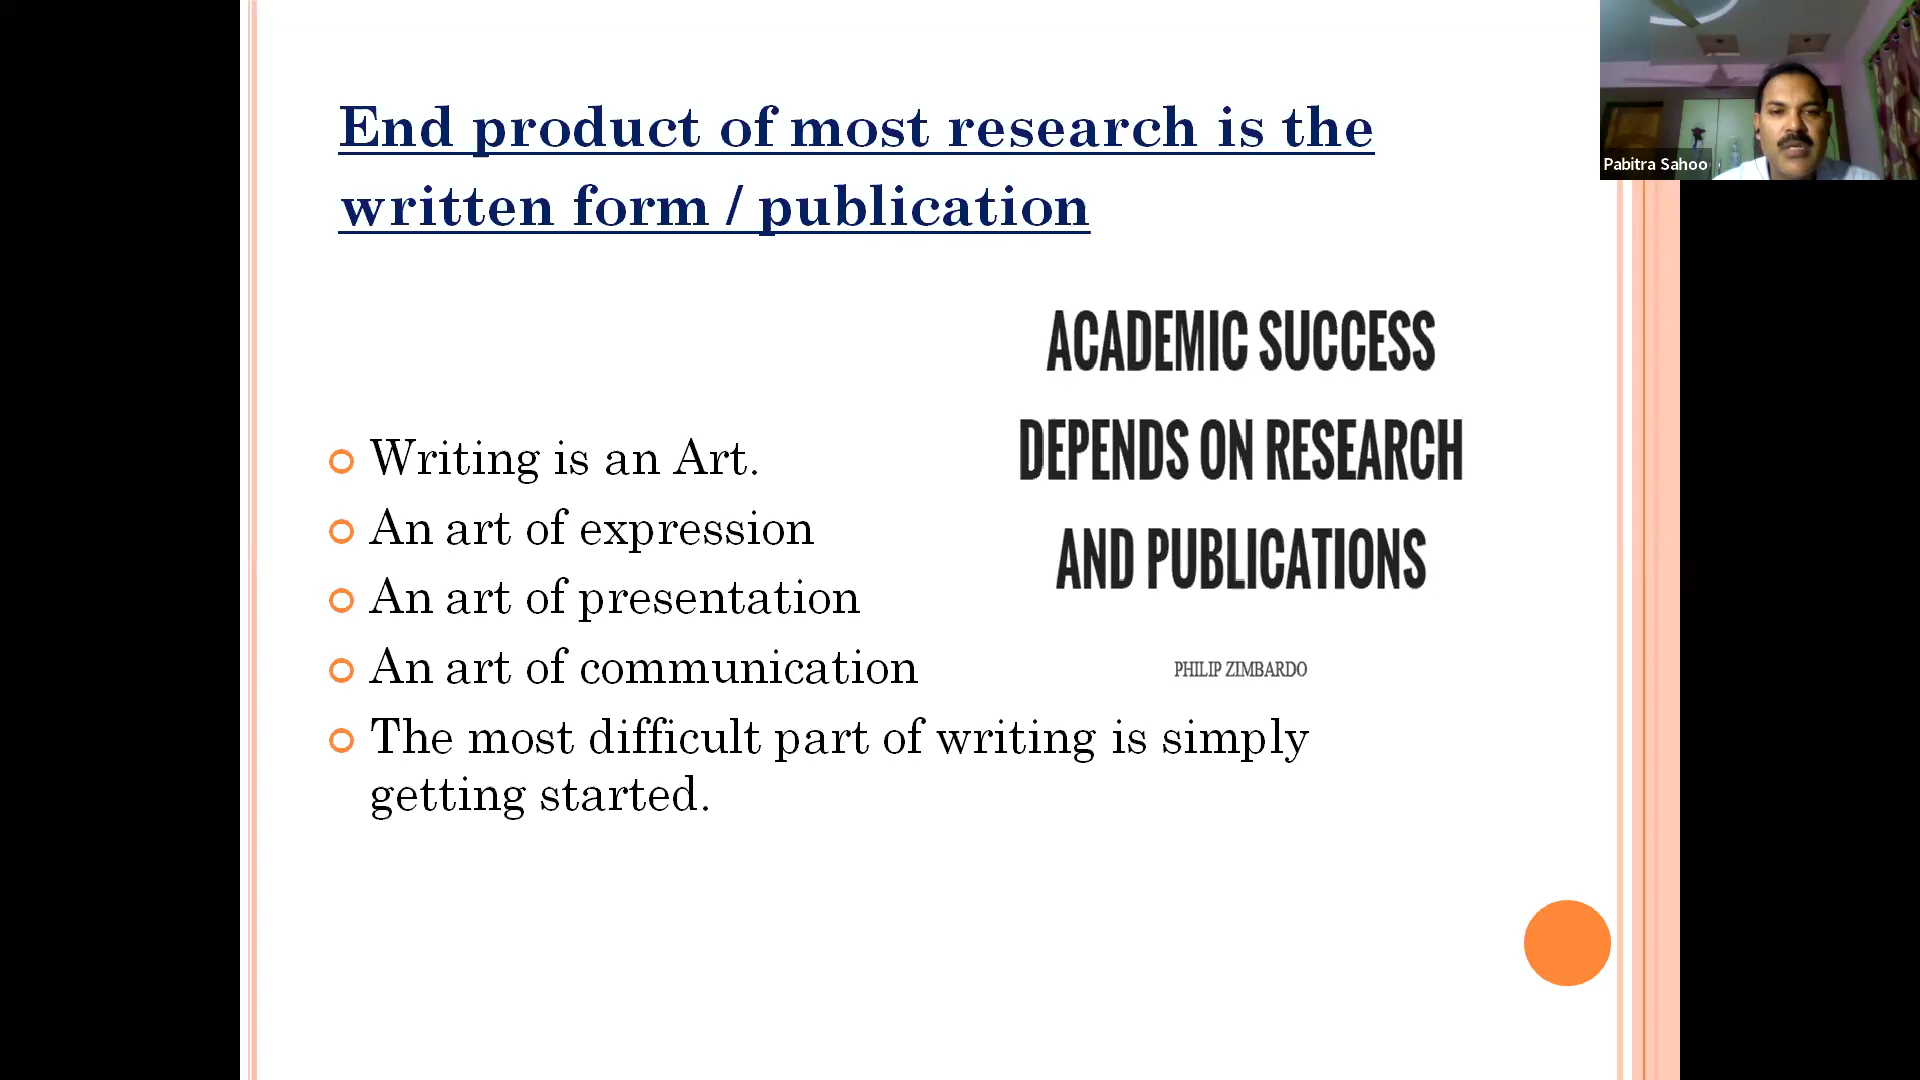 End product of most research is the
written form / publication
Writing is an Art.
An art of expression
An art of presentation
An art of communication
The most difficult part of writing is simply
getting started.
ACADEMIC SUCCESS
DEPENDS ON RESEARCH
AND PUBLICATIONS
PHILIP ZIMBARDO
Pabitra Sahoo